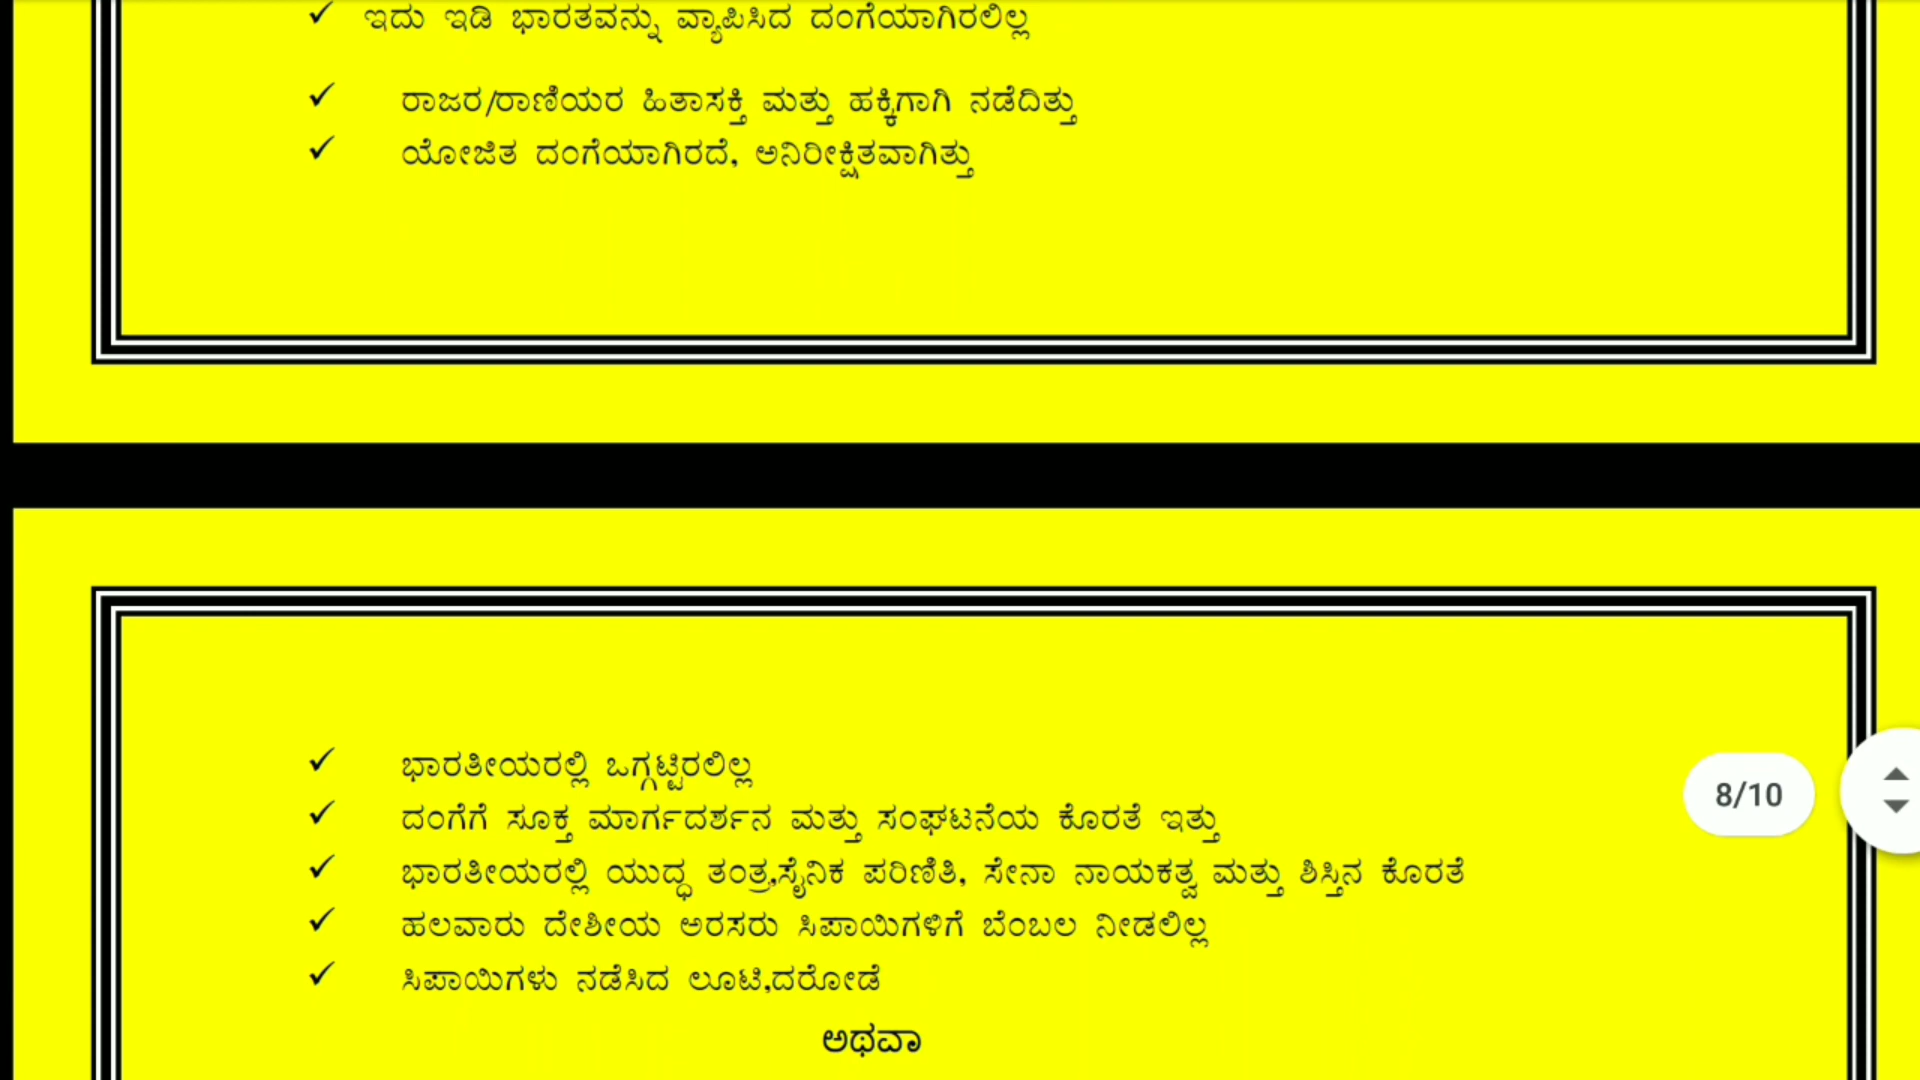 ✓ ಇದು ಇಡಿ ಭಾರತವನ್ನು ವ್ಯಾಪಿಸಿದ ದಂಗೆಯಾಗಿರಲಿಲ್ಲ
✓ ರಾಜರ/ರಾಣಿಯರ ಹಿತಾಸಕ್ತಿ ಮತ್ತು ಹಕ್ಕಿಗಾಗಿ ನಡೆದಿತ್ತು
✓ ಯೋಜಿತ ದಂಗೆಯಾಗಿರದೆ, ಅನಿರೀಕ್ಷಿತವಾಗಿತ್ತು
✓ ಭಾರತೀಯರಲ್ಲಿ ಒಗ್ಗಟ್ಟಿರಲಿಲ್ಲ
8/10
✓ ದಂಗೆಗೆ ಸೂಕ್ತ ಮಾರ್ಗದರ್ಶನ ಮತ್ತು ಸಂಘಟನೆಯ ಕೊರತೆ ಇತ್ತು
✓ ಭಾರತೀಯರಲ್ಲಿ ಯುದ್ಧ ತಂತ್ರ,ಸೈನಿಕ ಪರಿಣಿತಿ, ಸೇನಾ ನಾಯಕತ್ವ ಮತ್ತು ಶಿಸ್ತಿನ ಕೊರತೆ
✓ ಹಲವಾರು ದೇಶೀಯ ಅರಸರು ಸಿಪಾಯಿಗಳಿಗೆ ಬೆಂಬಲ ನೀಡಲಿಲ್ಲ
✓ ಸಿಪಾಯಿಗಳು ನಡೆಸಿದ ಲೂಟಿ,ದರೋಡೆ
ಅಥವಾ